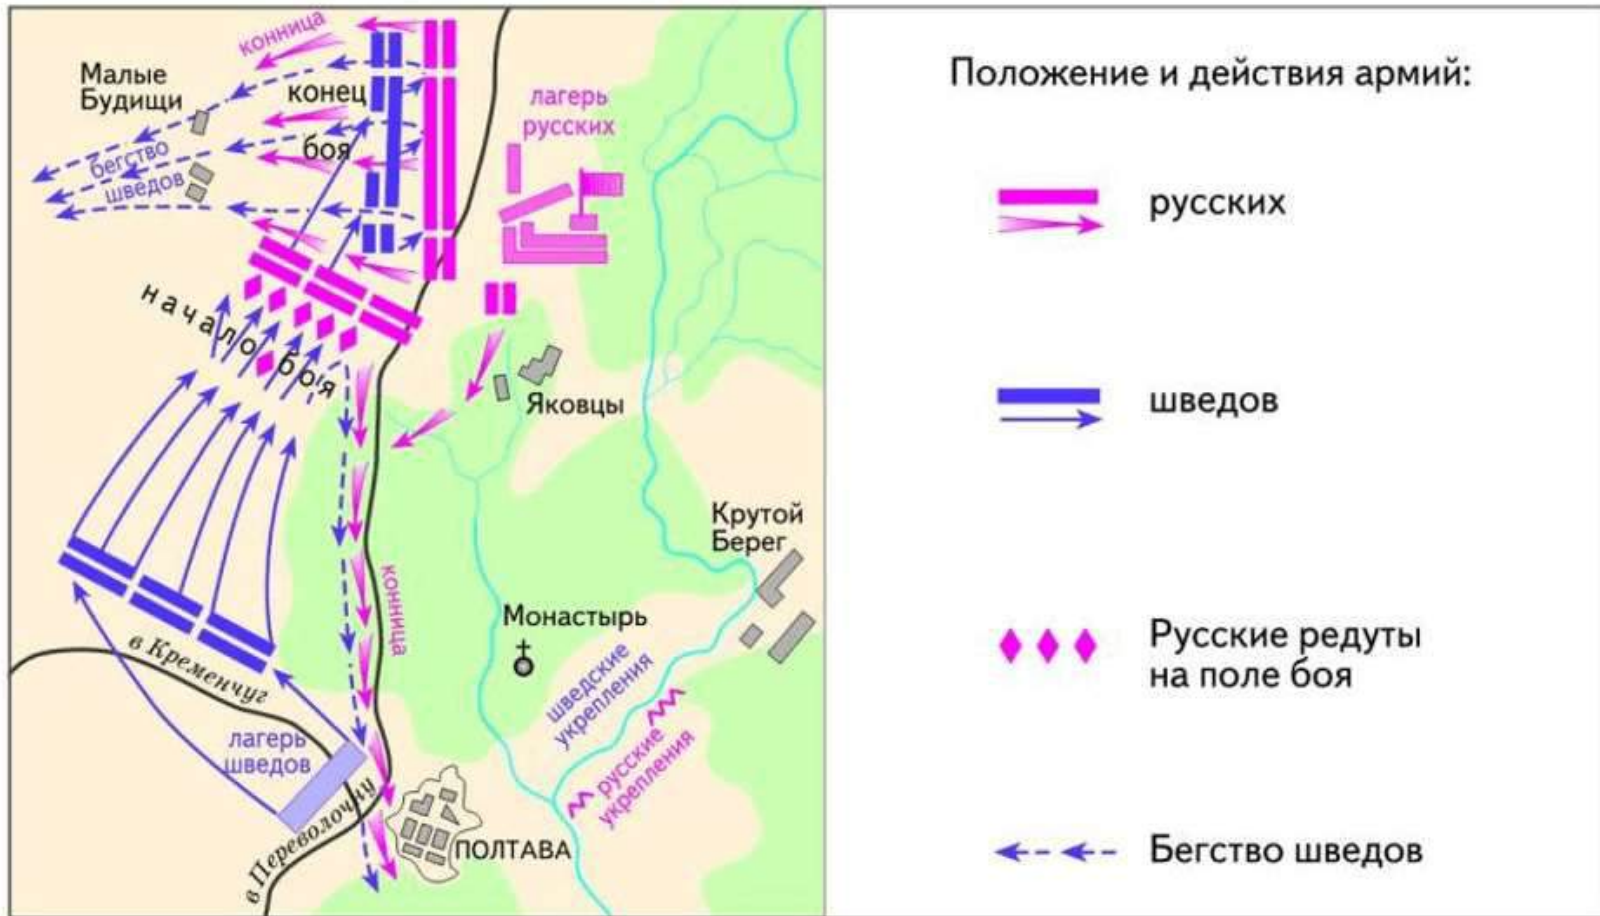 конница
Малые
Будищи
конец
боя
лагерь
русских
бегство
шведов
начало боя
Яковцы
Крутой
Берег
конница
Монастырь
шведские
укрепления
русские
укрепления
в Кременчуг
лагерь
шведов
в Переволочну
ПОЛТАВА
Положение и действия армий:
русских
шведов
Русские редуты
на поле боя
Бегство шведов